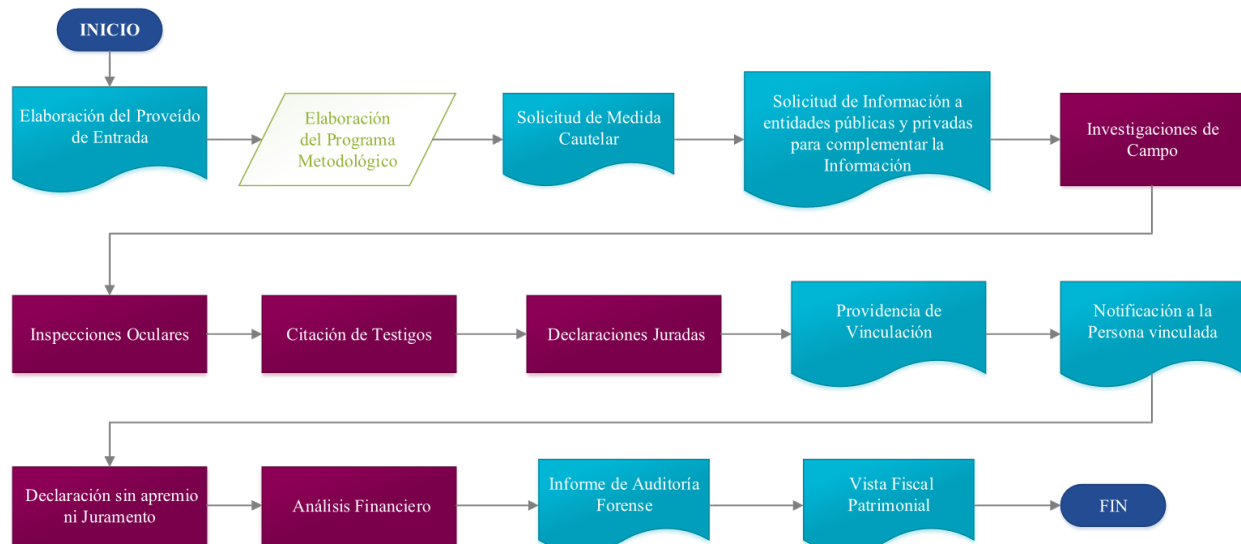 INICIO
Elaboración del Proveído
de Entrada
Elaboración
del Programa
Metodológico
Solicitud de Medida
Cautelar
Solicitud de Información a
entidades públicas y privadas
para complementar la
Información
Investigaciones de
Campo
Inspecciones Oculares
Citación de Testigos
Declaraciones Juradas
Providencia de
Vinculación
Notificación a la
Persona vinculada
Declaración sin apremio
ni Juramento
Análisis Financiero
Informe de Auditoría
Forense
Vista Fiscal
Patrimonial
FIN